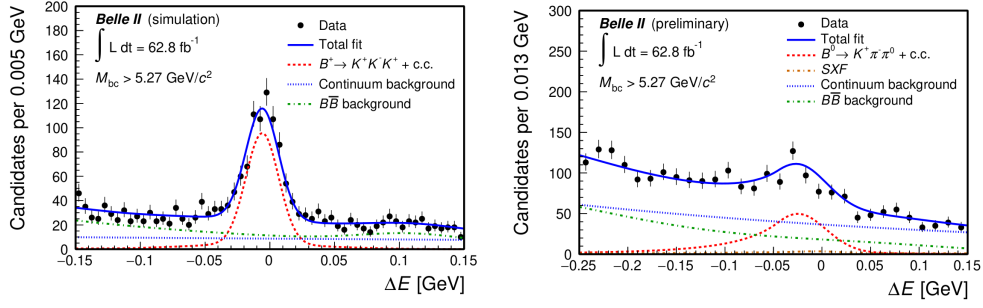 Belle II (simulation)
∫ L dt = 62.8 fb⁻¹
M_bc > 5.27 GeV/c²
Data
Total fit
B⁺→ K⁺K⁻K⁺ + c.c.
Continuum background
BB̅ background
Candidates per 0.005 GeV
200
180
160
140
120
100
80
60
40
20
0
−0.15 −0.1 −0.05 0 0.05 0.1 0.15
ΔE [GeV]
Belle II (preliminary)
∫ L dt = 62.8 fb⁻¹
M_bc > 5.27 GeV/c²
Data
Total fit
B⁰→ K⁺π⁻π⁰ + c.c.
SXF
Continuum background
BB̅ background
Candidates per 0.013 GeV
300
250
200
150
100
50
0
−0.25 −0.2 −0.15 −0.1 −0.05 0 0.05 0.1 0.15
ΔE [GeV]